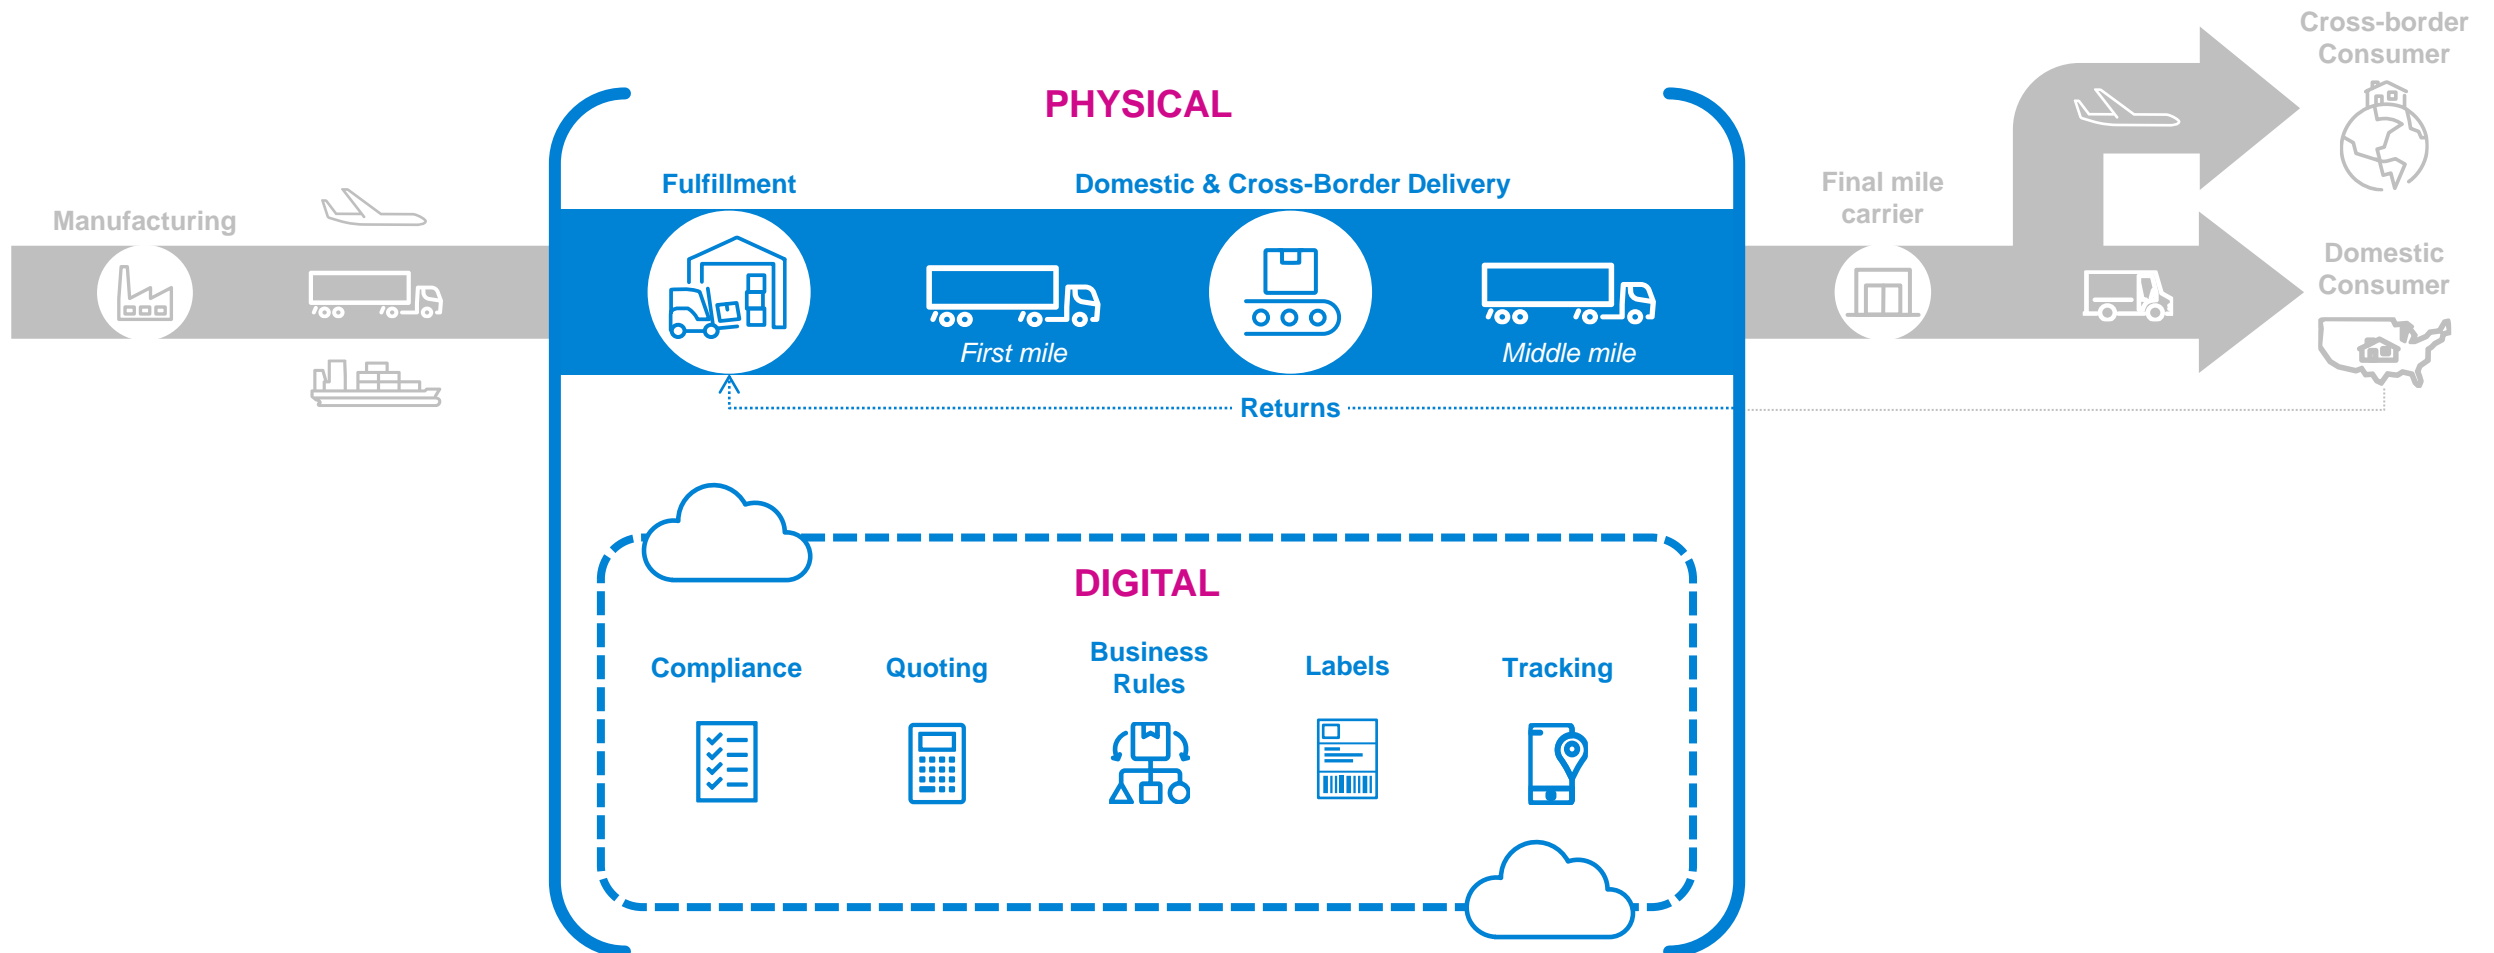 Cross-border
Consumer
PHYSICAL
Fulfillment
Domestic & Cross-Border Delivery
Final mile
carrier
Manufacturing
Domestic
Consumer
First mile
Middle mile
Returns
DIGITAL
Compliance
Quoting
Business
Rules
Labels
Tracking